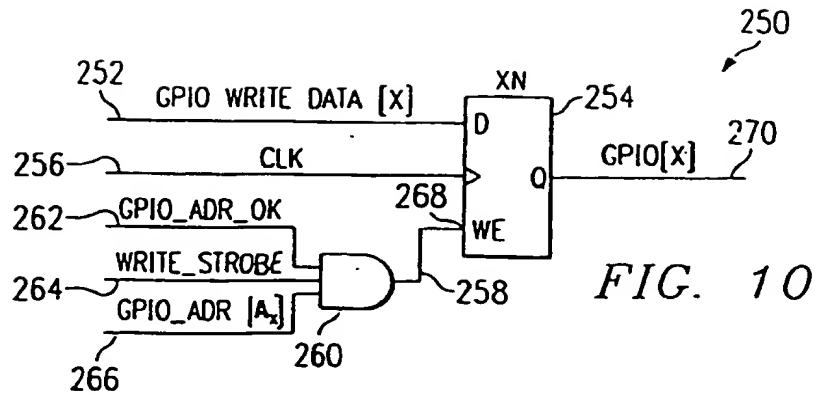 250
252
GPIO WRITE DATA [X]
XN
254
D
256
CLK
GPIO[X]
270
Q
262
GPIO_ADR_OK
268
WE
WRITE_STROBE
264
258
FIG. 10
GPIO_ADR [Ax]
260
266